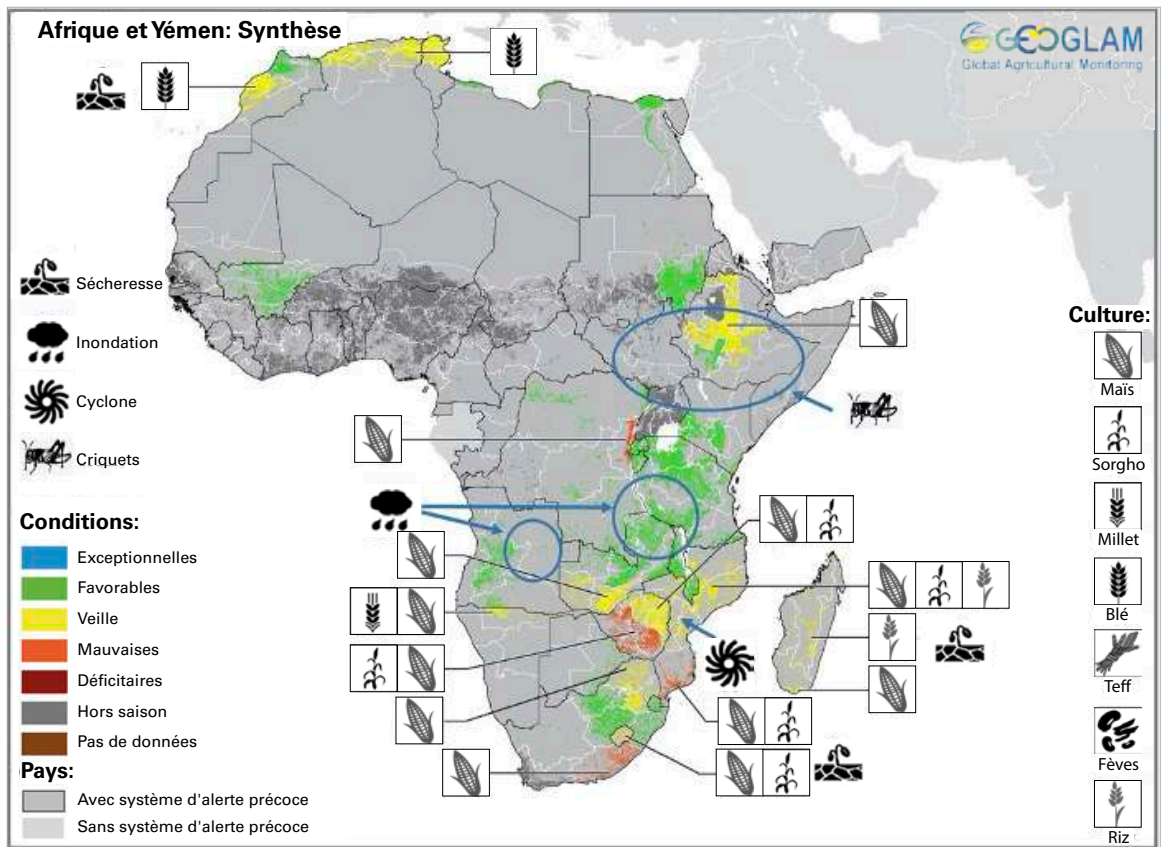 Afrique et Yémen: Synthèse
GEOGLAM
Global Agricultural Monitoring
Sécheresse
Inondation
Cyclone
Criquets
Conditions:
Exceptionnelles
Favorables
Veille
Mauvaises
Déficitaires
Hors saison
Pas de données
Pays:
Avec système d'alerte précoce
Sans système d'alerte précoce
Culture:
Maïs
Sorgho
Millet
Blé
Teff
Fèves
Riz